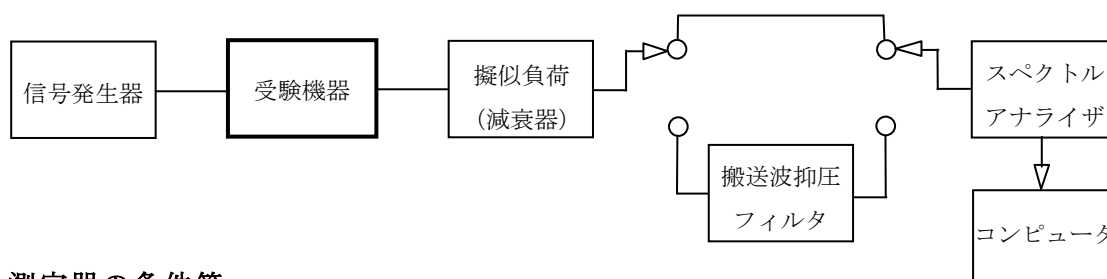 信号発生器
受験機器
擬似負荷
(減衰器)
スペクトル
アナライザ
搬送波抑圧
フィルタ
コンピュータ
測定器の条件等